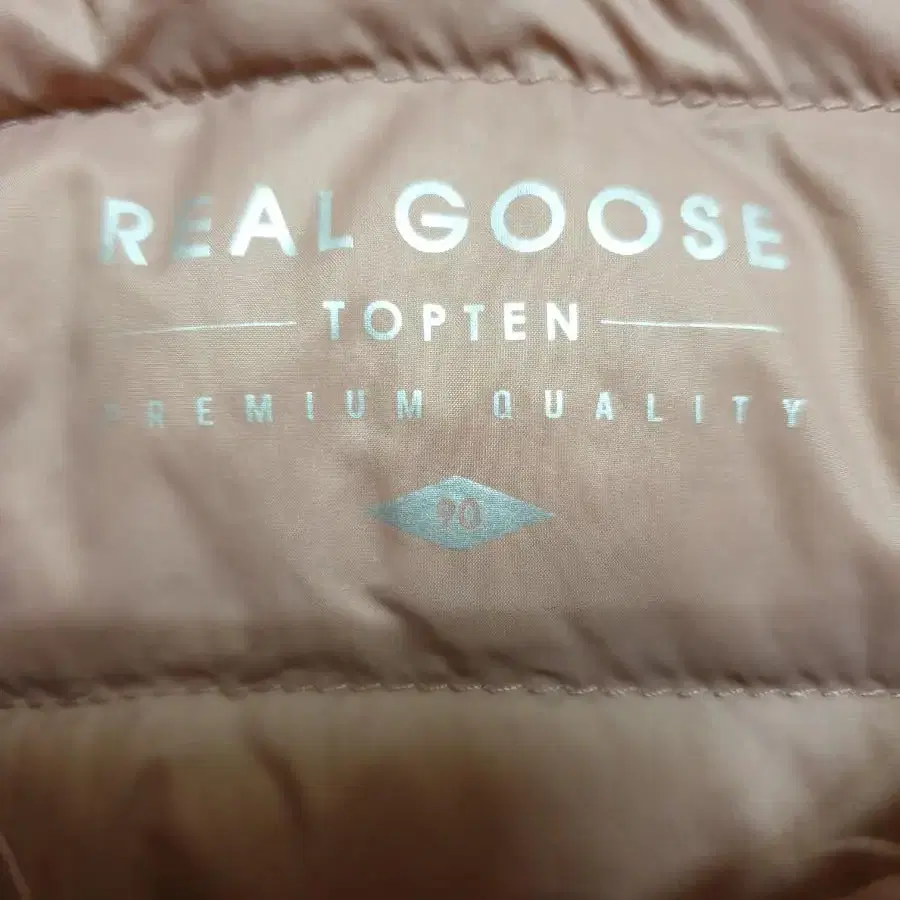 REAL GOOSE
TOPTEN
PREMIUM QUALITY
90